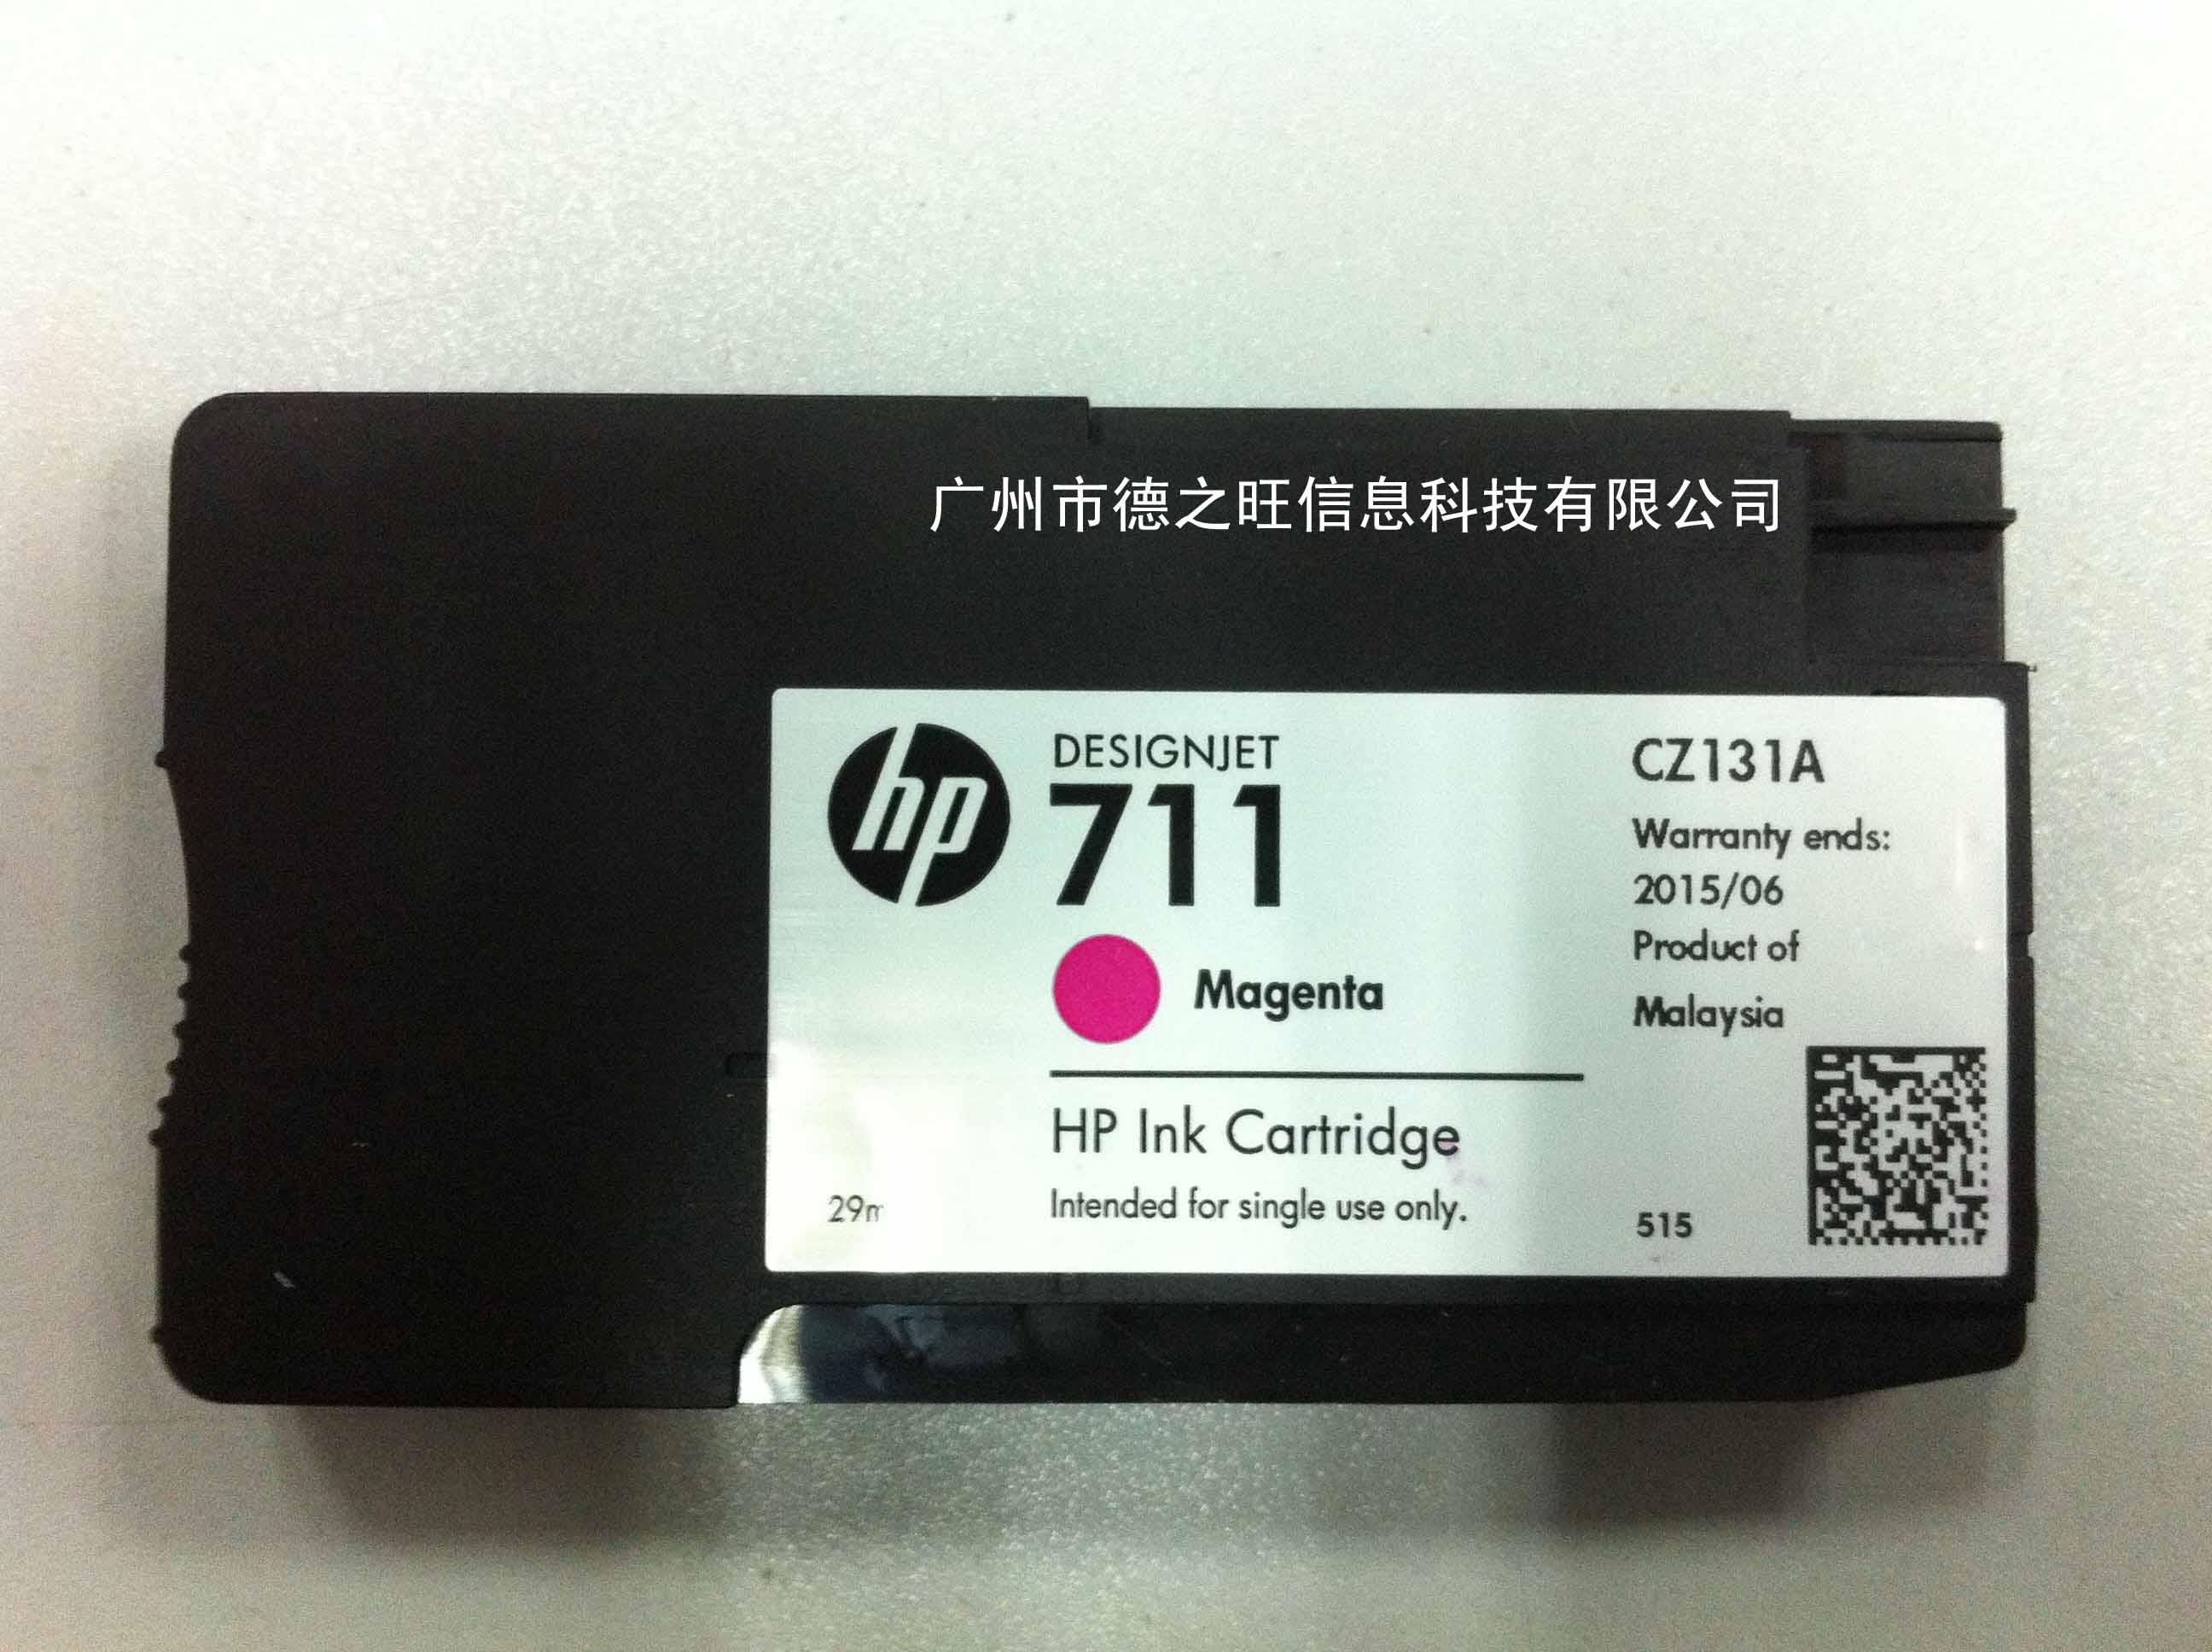 广州市德之旺信息科技有限公司
hp
DESIGNJET
711
Magenta
HP Ink Cartridge
Intended for single use only.
29m
CZ131A
Warranty ends:
2015/06
Product of
Malaysia
515